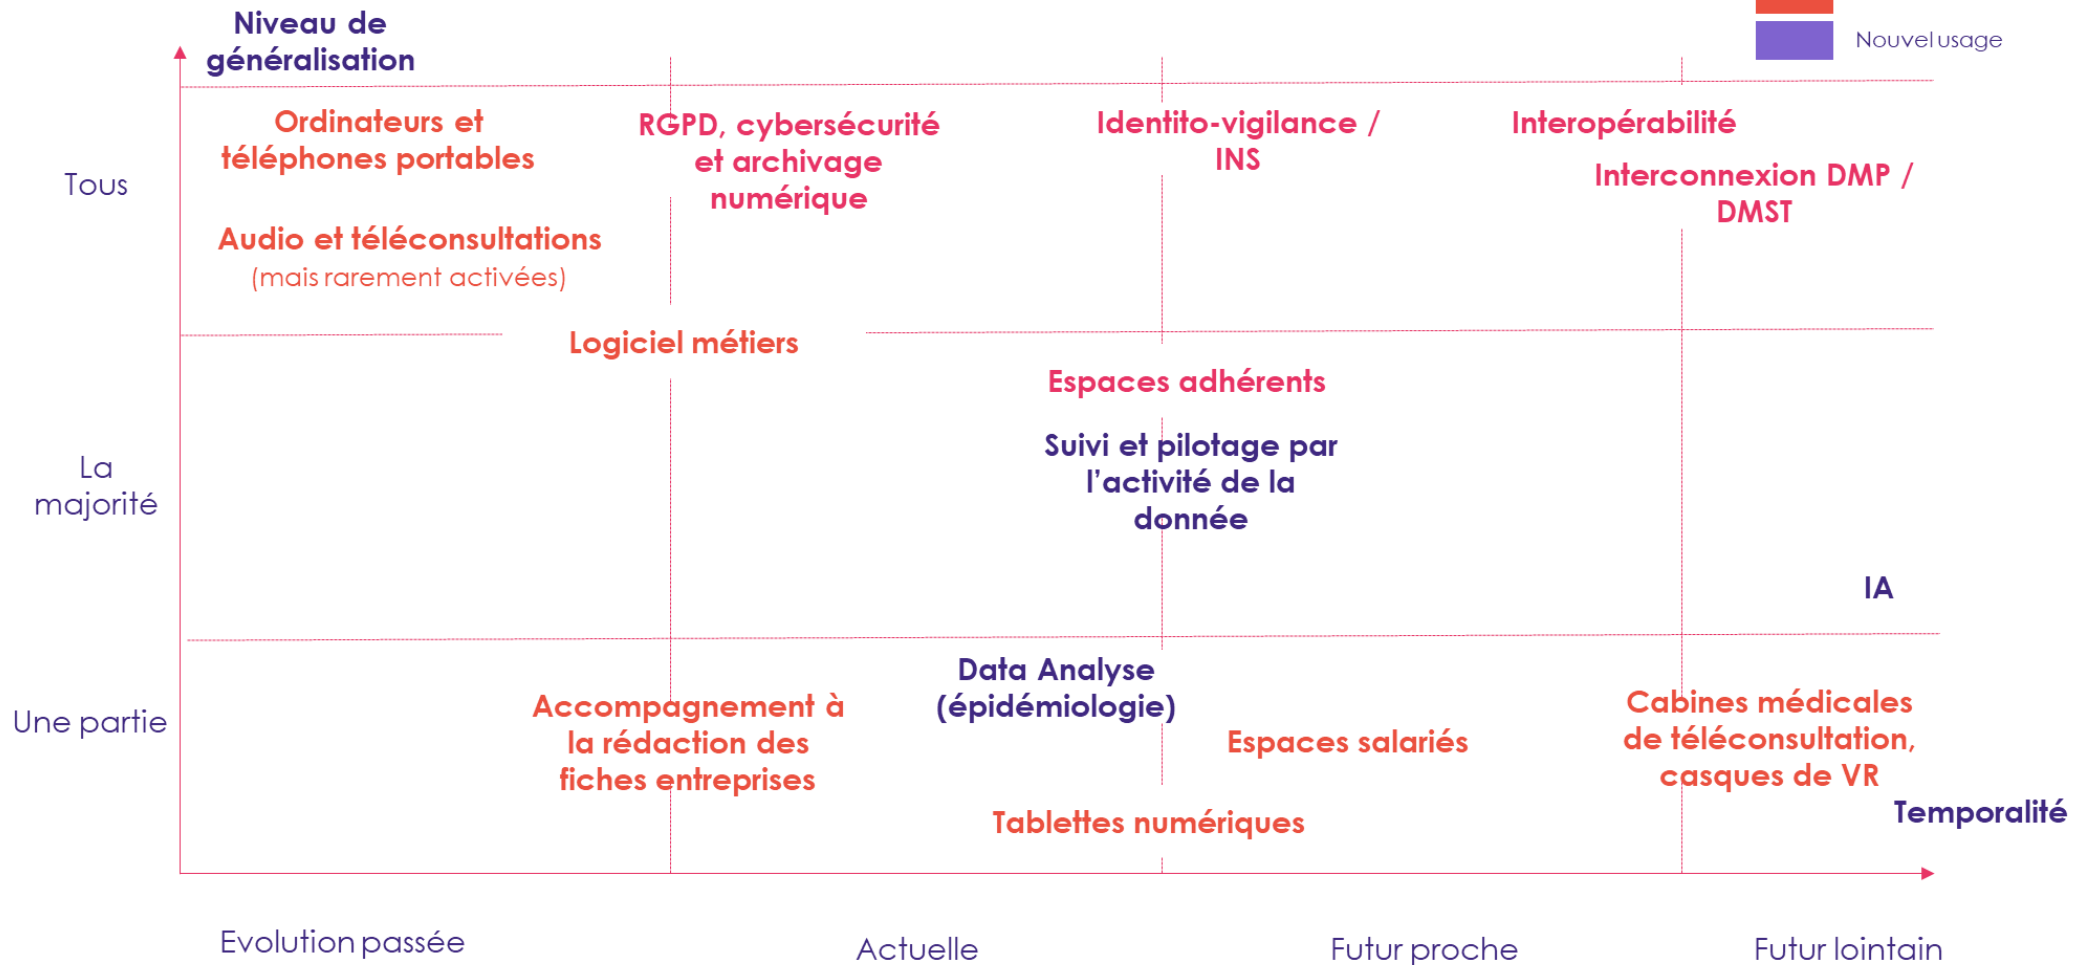 Niveau de
généralisation
Nouvel usage
Tous
Ordinateurs et
téléphones portables
Audio et téléconsultations
(mais rarement activées)
RGPD, cybersécurité
et archivage
numérique
Identito-vigilance /
INS
Interopérabilité
Interconnexion DMP /
DMST
Logiciel métiers
La
majorité
Espaces adhérents
Suivi et pilotage par
l'activité de la
donnée
IA
Une partie
Accompagnement à
la rédaction des
fiches entreprises
Data Analyse
(épidémiologie)
Espaces salariés
Tablettes numériques
Cabines médicales
de téléconsultation,
casques de VR
Temporalité
Evolution passée
Actuelle
Futur proche
Futur lointain